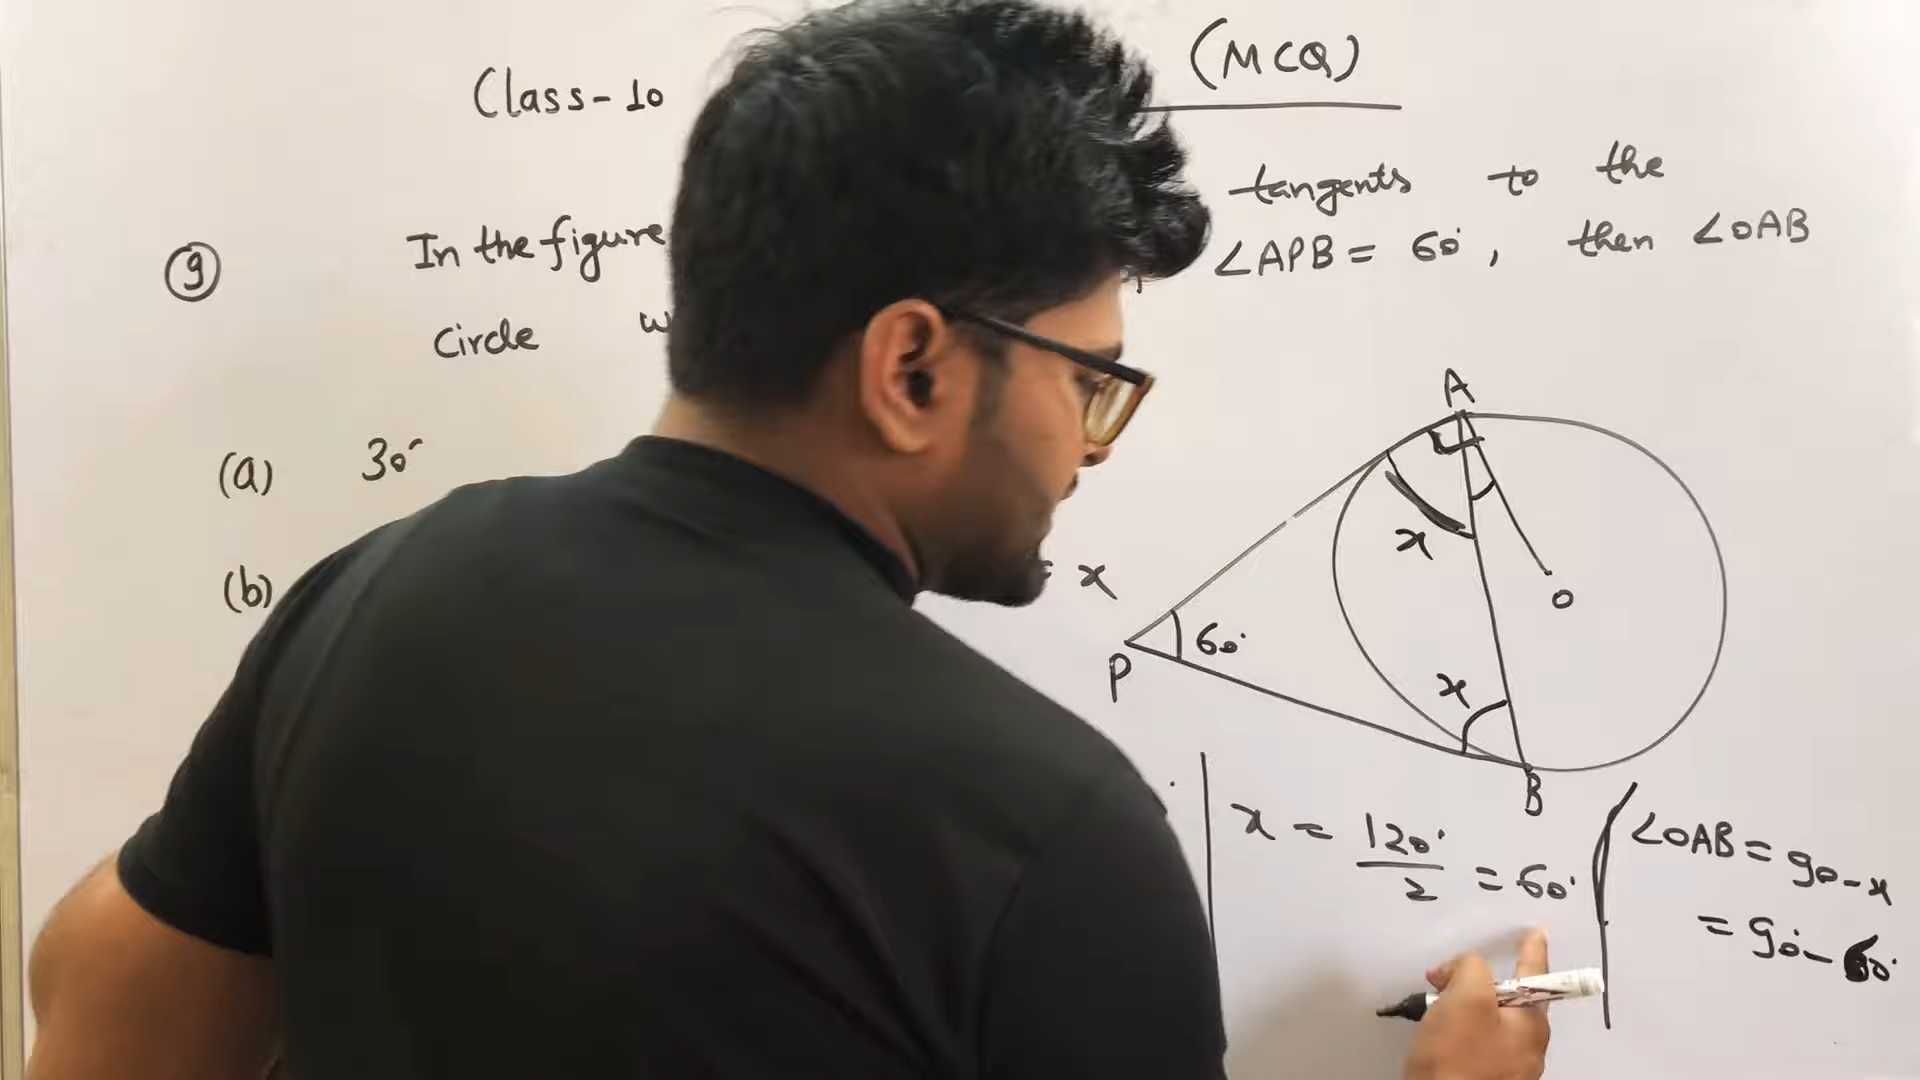 Class-10 (MCQ)
9 In the figure tangents to the
∠APB = 60°, then ∠OAB
Circle
(a) 30°
(b)
A
x
= x
O
P
60°
x
B
x = 120°/2 = 60°
∠OAB = 90-x
= 90°-60°